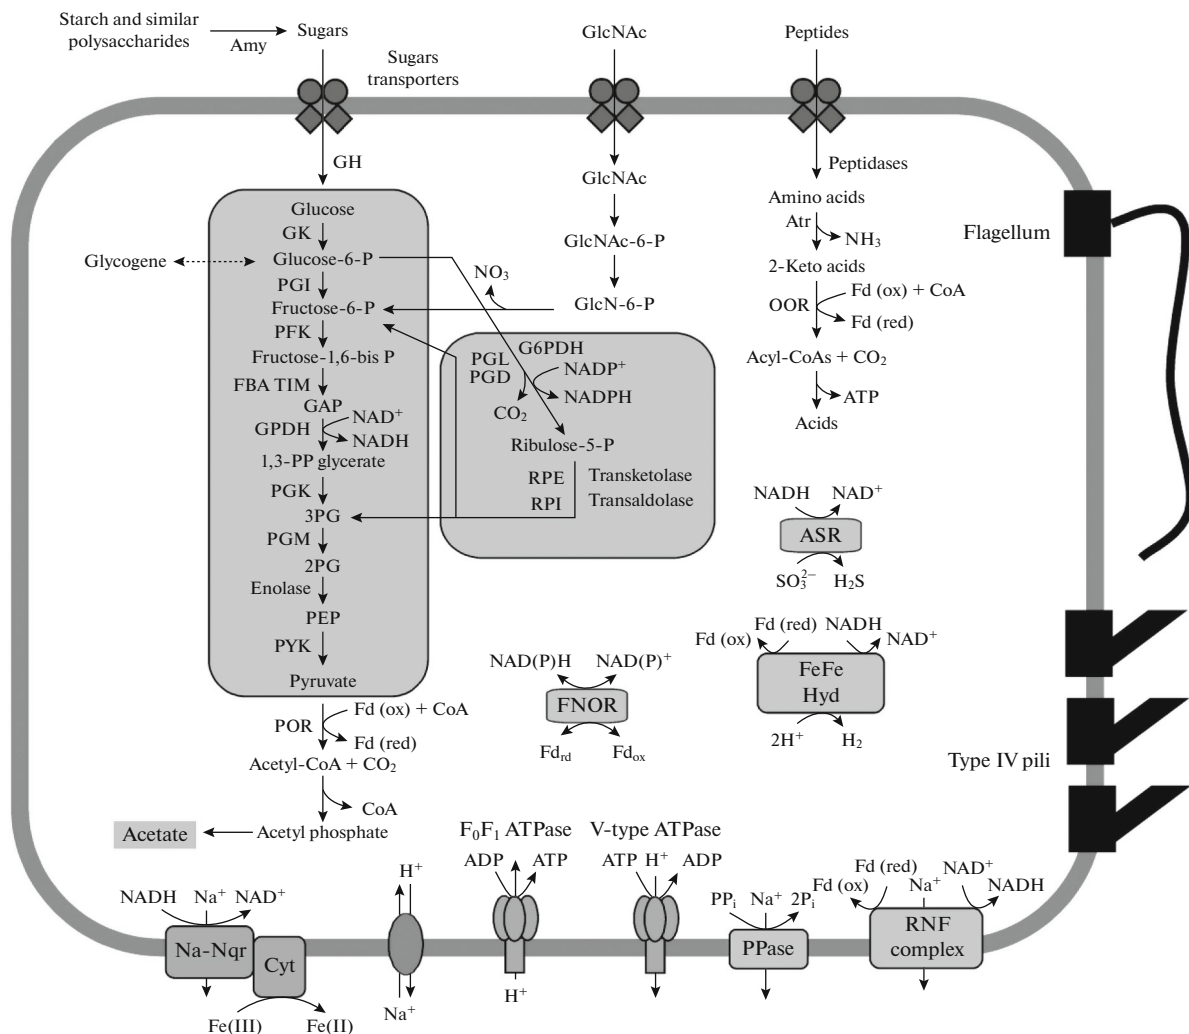 Starch and similar
polysaccharides
Amy
Sugars
GlcNAc
Peptides
Sugars
transporters
GH
Glucose
GK
Glycogene
Glucose-6-P
PGI
Fructose-6-P
PFK
Fructose-1,6-bis P
FBA TIM
GAP
GPDH
NAD⁺
NADH
1,3-PP glycerate
PGK
3PG
PGM
2PG
Enolase
PEP
PYK
Pyruvate
POR
Fd (ox) + CoA
Fd (red)
Acetyl-CoA + CO₂
CoA
Acetate
Acetyl phosphate
GlcNAc
GlcNAc-6-P
NO₃
GlcN-6-P
G6PDH
PGL
PGD
NADP⁺
NADPH
CO₂
Ribulose-5-P
RPE
RPI
Transketolase
Transaldolase
Peptidases
Amino acids
Atr
NH₃
2-Keto acids
OOR
Fd (ox) + CoA
Fd (red)
Acyl-CoAs + CO₂
ATP
Acids
Flagellum
NADH
NAD⁺
ASR
SO₃²⁻
H₂S
Fd (ox)
Fd (red)
NADH
NAD⁺
FeFe
Hyd
2H⁺
H₂
NAD(P)H
NAD(P)⁺
FNOR
Fd_rd
Fd_ox
Type IV pili
NADH
Na⁺
NAD⁺
Na-Nqr
Cyt
Fe(III)
Fe(II)
H⁺
Na⁺
F₀F₁ ATPase
ADP
ATP
H⁺
V-type ATPase
ATP
H⁺
ADP
PPᵢ
Na⁺
2Pᵢ
PPase
Fd (ox)
Fd (red)
Na⁺
NAD⁺
NADH
RNF
complex